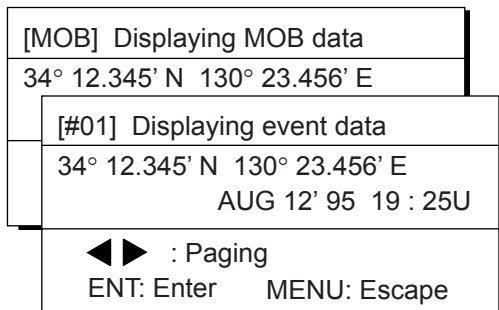 [MOB] Displaying MOB data
34° 12.345’ N 130° 23.456’ E
[#01] Displaying event data
34° 12.345’ N 130° 23.456’ E
AUG 12’ 95 19 : 25U
◀ ▶ : Paging
ENT: Enter MENU: Escape